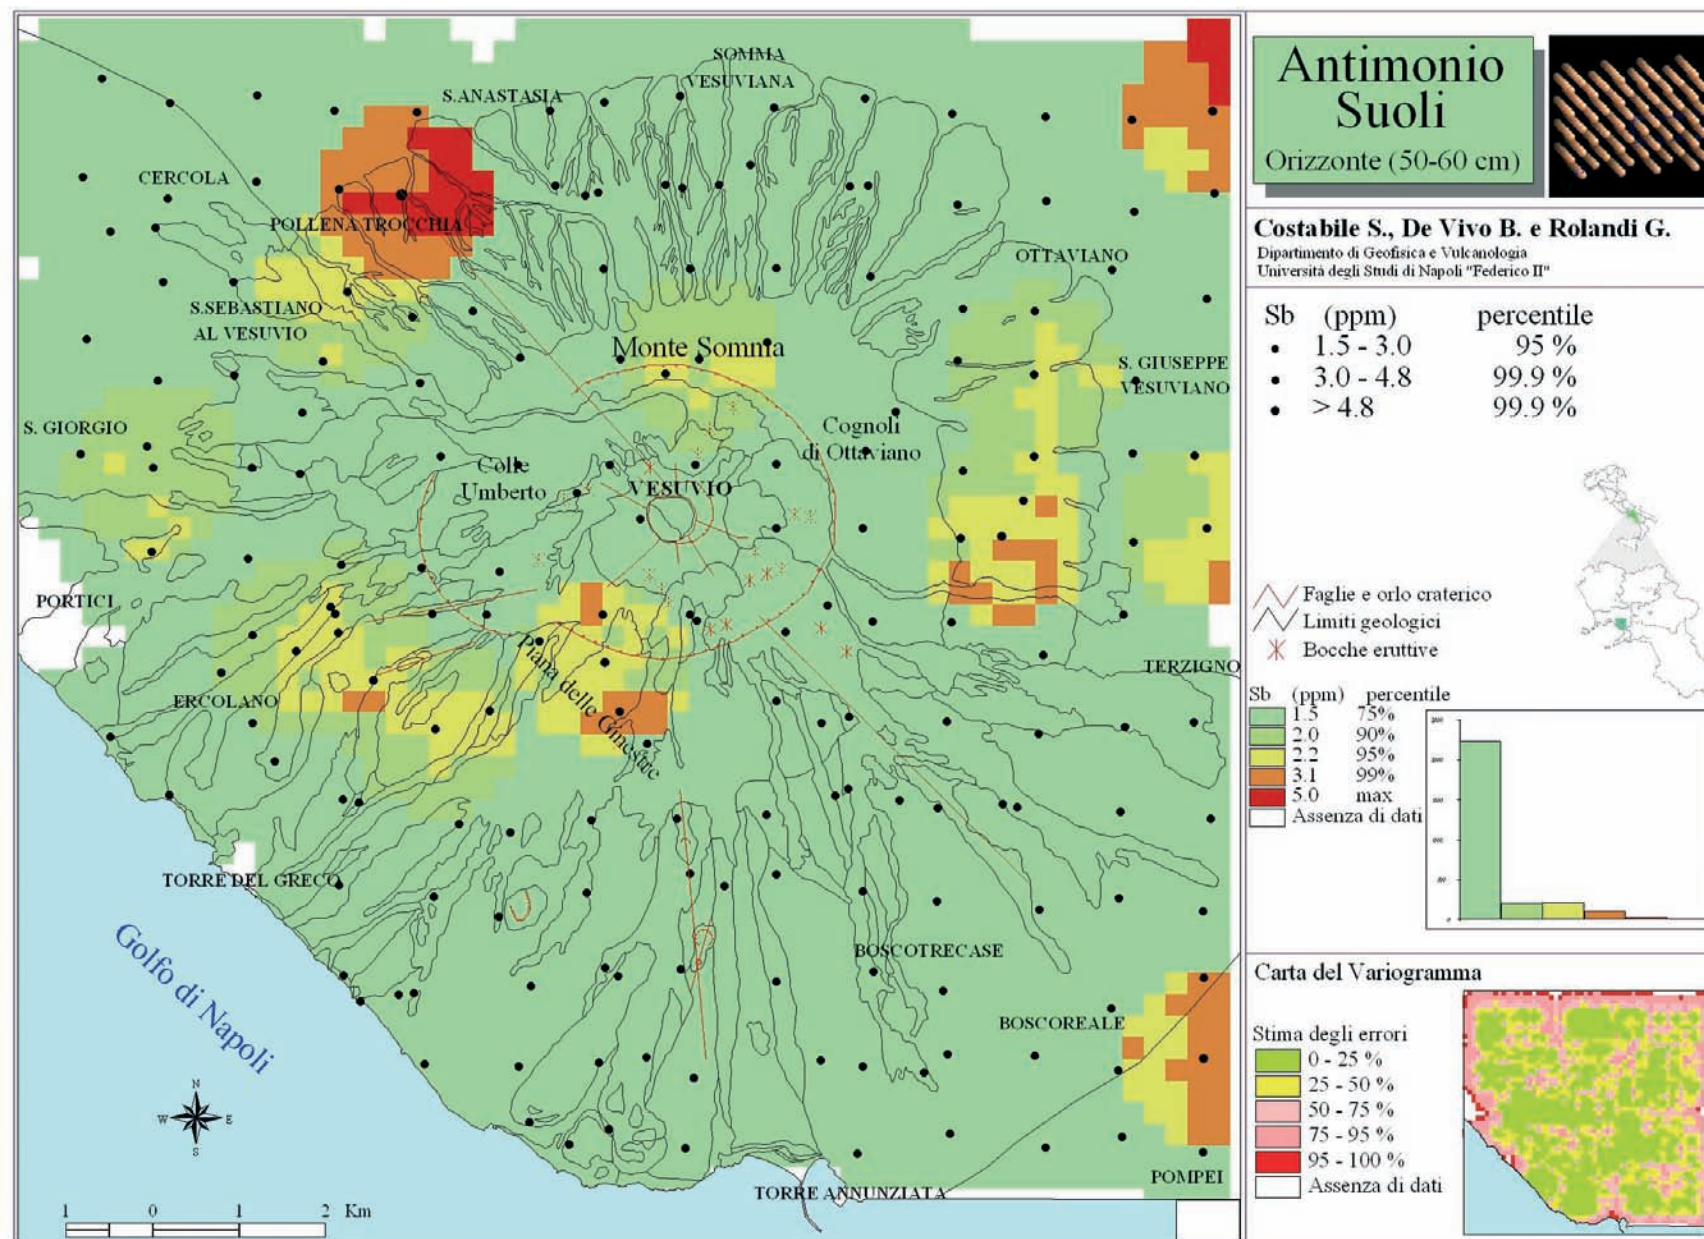 SOMMA
VESUVIANA
S.ANASTASIA
CERCOLA
POLLENA TROCCHIA
OTTAVIANO
S.SEBASTIANO
AL VESUVIO
Monte Somma
S. GIUSEPPE
VESUVIANO
S. GIORGIO
Cognoli
di Ottaviano
Colle
Umberto
VESUVIO
PORTICI
Piana delle Ginestre
TERZIGNO
ERCOLANO
TORRE DEL GRECO
Golfo di Napoli
BOSCOTRECASE
BOSCOREALE
POMPEI
TORRE ANNUNZIATA
N
W E
S
1 0 1 2 Km
Antimonio
Suoli
Orizzonte (50-60 cm)
Costabile S., De Vivo B. e Rolandi G.
Dipartimento di Geofisica e Vulcanologia
Università degli Studi di Napoli "Federico II"
Sb (ppm) percentile
1.5 - 3.0 95 %
3.0 - 4.8 99.9 %
> 4.8 99.9 %
Faglie e orlo craterico
Limiti geologici
Bocche eruttive
Sb (ppm) percentile
1.5 75%
2.0 90%
2.2 95%
3.1 99%
5.0 max
Assenza di dati
Carta del Variogramma
Stima degli errori
0 - 25 %
25 - 50 %
50 - 75 %
75 - 95 %
95 - 100 %
Assenza di dati